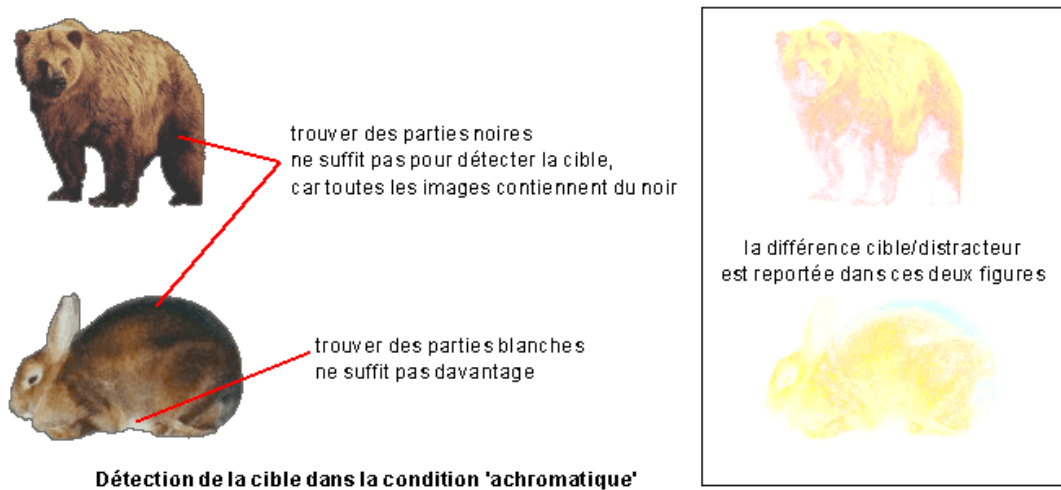 trouver des parties noires
ne suffit pas pour détecter la cible,
car toutes les images contiennent du noir
la différence cible/distracteur
est reportée dans ces deux figures
trouver des parties blanches
ne suffit pas davantage
Détection de la cible dans la condition 'achromatique'